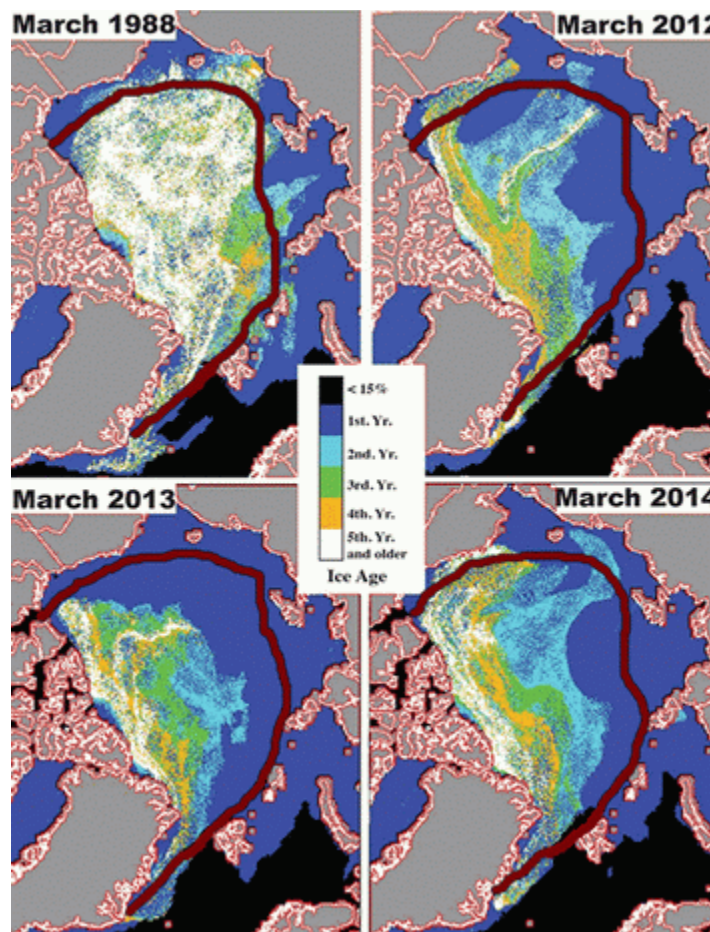 March 1988
March 2012
< 15%
1st. Yr.
2nd. Yr.
3rd. Yr.
4th. Yr.
5th. Yr.
and older
Ice Age
March 2013
March 2014